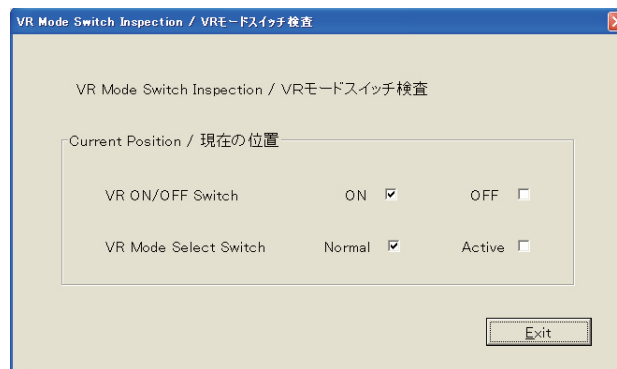 VR Mode Switch Inspection / VRモードスイッチ検査
VR Mode Switch Inspection / VRモードスイッチ検査
Current Position / 現在の位置
VR ON/OFF Switch ON OFF
VR Mode Select Switch Normal Active
Exit